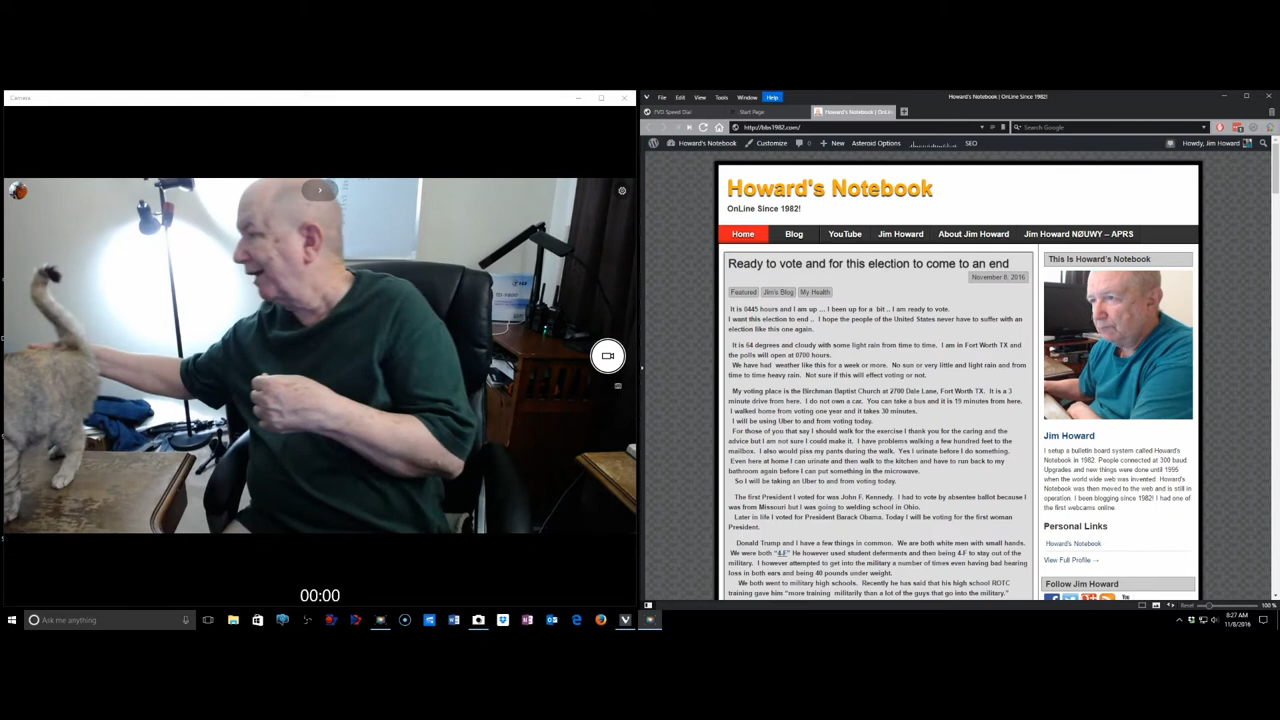 Camera
00:00
File Edit View Tools Window Help
Howard's Notebook | OnLine Since 1982!
FVD Speed Dial
Start Page
Howard's Notebook | OnLin
http://bbn1982.com/
Search Google
Howard's Notebook Customize 0 New Asteroid Options SEO Howdy, Jim Howard
Howard's Notebook
OnLine Since 1982!
Home Blog YouTube Jim Howard About Jim Howard Jim Howard NØUWY – APRS
Ready to vote and for this election to come to an end
November 8, 2016
Featured Jim's Blog My Health
It is 0445 hours and I am up ... I been up for a bit .. I am ready to vote.
I want this election to end .. I hope the people of the United States never have to suffer with an
election like this one again.
It is 64 degrees and cloudy with some light rain from time to time. I am in Fort Worth TX and
the polls will open at 0700 hours.
We have had weather like this for a week or more. No sun or very little and light rain and from
time to time heavy rain. Not sure if this will effect voting or not.
My voting place is the Birchman Baptist Church at 2700 Dale Lane, Fort Worth TX. It is a 3
minute drive from here. I do not own a car. You can take a bus and it is 19 minutes from here.
I walked home from voting one year and it takes 30 minutes.
I will be using Uber to and from voting today.
For those of you that say I should walk for the exercise I thank you for the caring and the
advice but I am not sure I could make it. I have problems walking a few hundred feet to the
mailbox. I also would piss my pants during the walk. Yes I urinate before I do something.
Even here at home I can urinate and then walk to the kitchen and have to run back to my
bathroom again before I can put something in the microwave.
So I will be taking an Uber to and from voting today.
The first President I voted for was John F. Kennedy. I had to vote by absentee ballot because I
was from Missouri but I was going to welding school in Ohio.
Later in life I voted for President Barack Obama. Today I will be voting for the first woman
President.
Donald Trump and I have a few things in common. We are both white men with small hands.
We were both "4-F" He however used student deferments and then being 4-F to stay out of the
military. I however attempted to get into the military a number of times even having bad hearing
loss in both ears and being 40 pounds under weight.
We both went to military high schools. Recently he has said that his high school ROTC
training gave him "more training militarily than a lot of the guys that go into the military."
This Is Howard's Notebook
Jim Howard
I setup a bulletin board system called Howard's
Notebook in 1982. People connected at 300 baud.
Upgrades and new things were done until 1995
when the world wide web was invented. Howard's
Notebook was then moved to the web and is still in
operation. I been blogging since 1982! I had one of
the first webcams online.
Personal Links
Howard's Notebook
View Full Profile →
Follow Jim Howard
You
Reset 100 %
Ask me anything
8:27 AM
11/8/2016